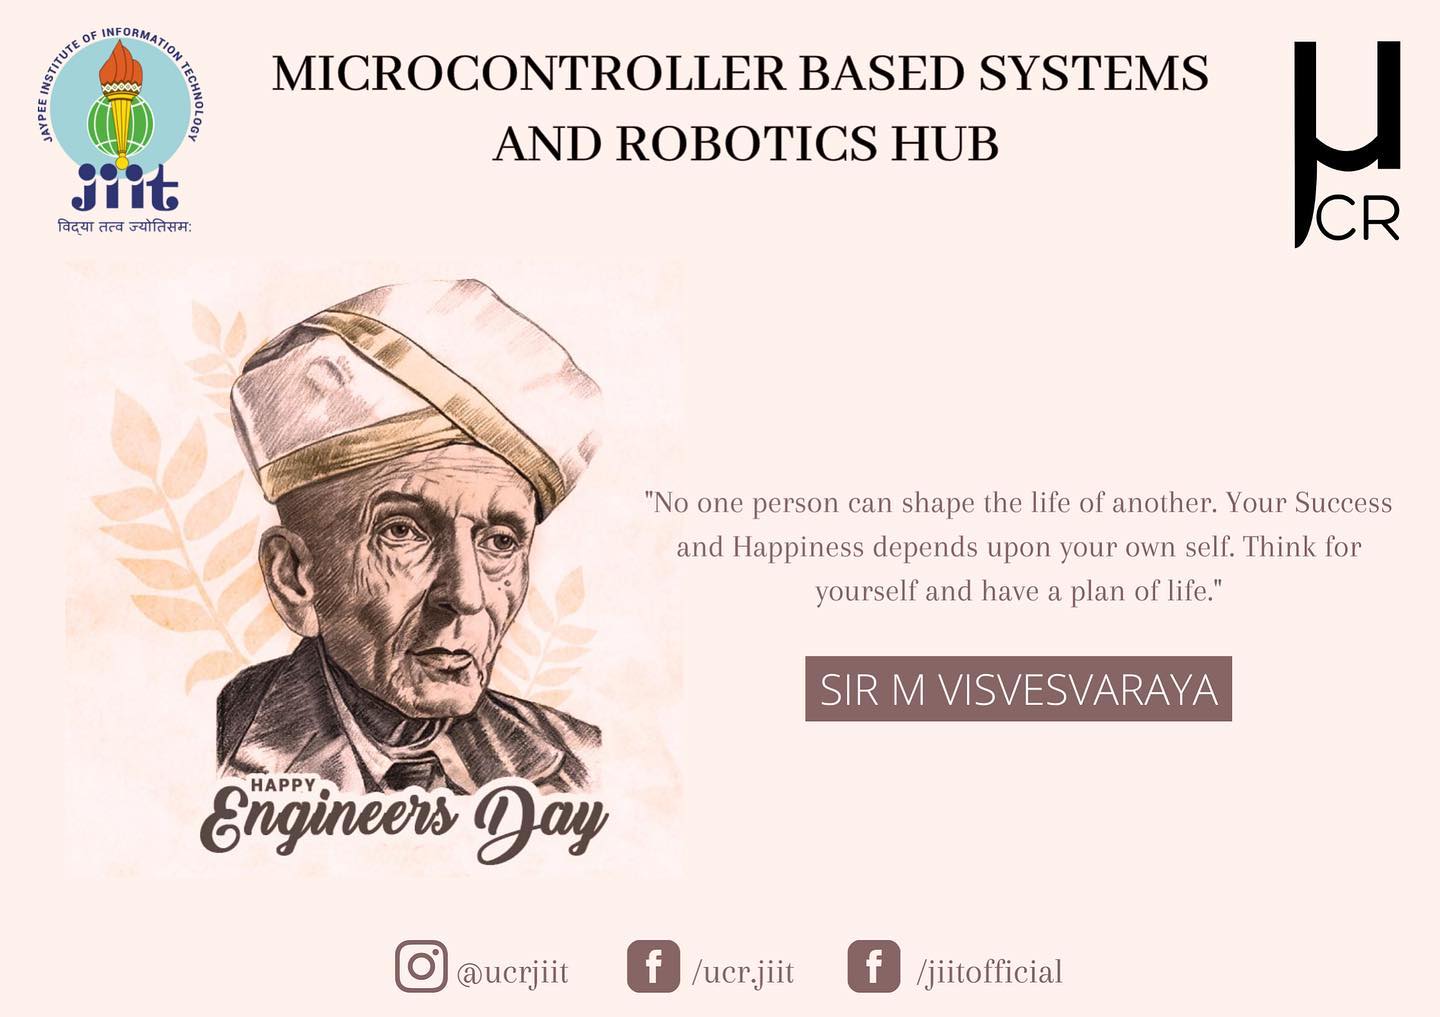 JAYPEE INSTITUTE OF INFORMATION TECHNOLOGY
jiit
विद्या तत्व ज्योतिसम:
MICROCONTROLLER BASED SYSTEMS
AND ROBOTICS HUB
µCR
"No one person can shape the life of another. Your Success
and Happiness depends upon your own self. Think for
yourself and have a plan of life."
SIR M VISVESVARAYA
HAPPY
Engineers Day
@ucrjiit
/ucr.jiit
/jiitofficial